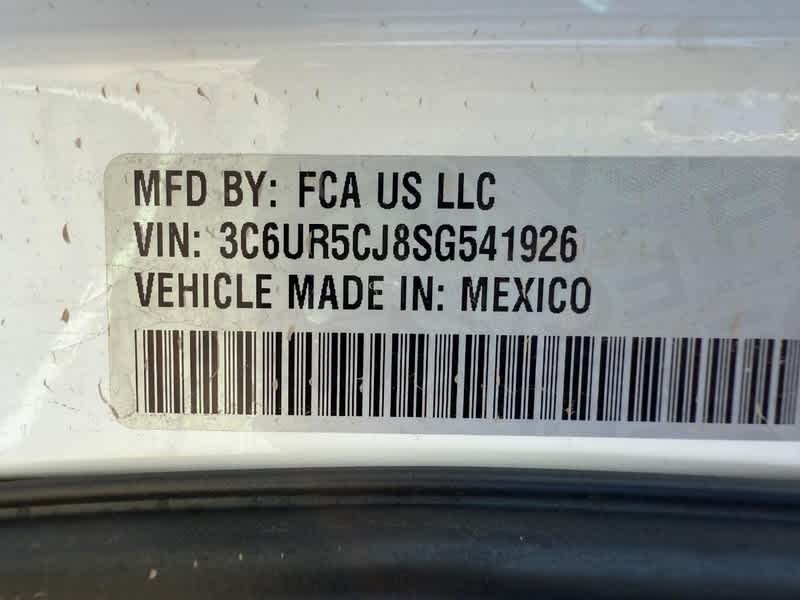 MFD BY: FCA US LLC
VIN: 3C6UR5CJ8SG541926
VEHICLE MADE IN: MEXICO